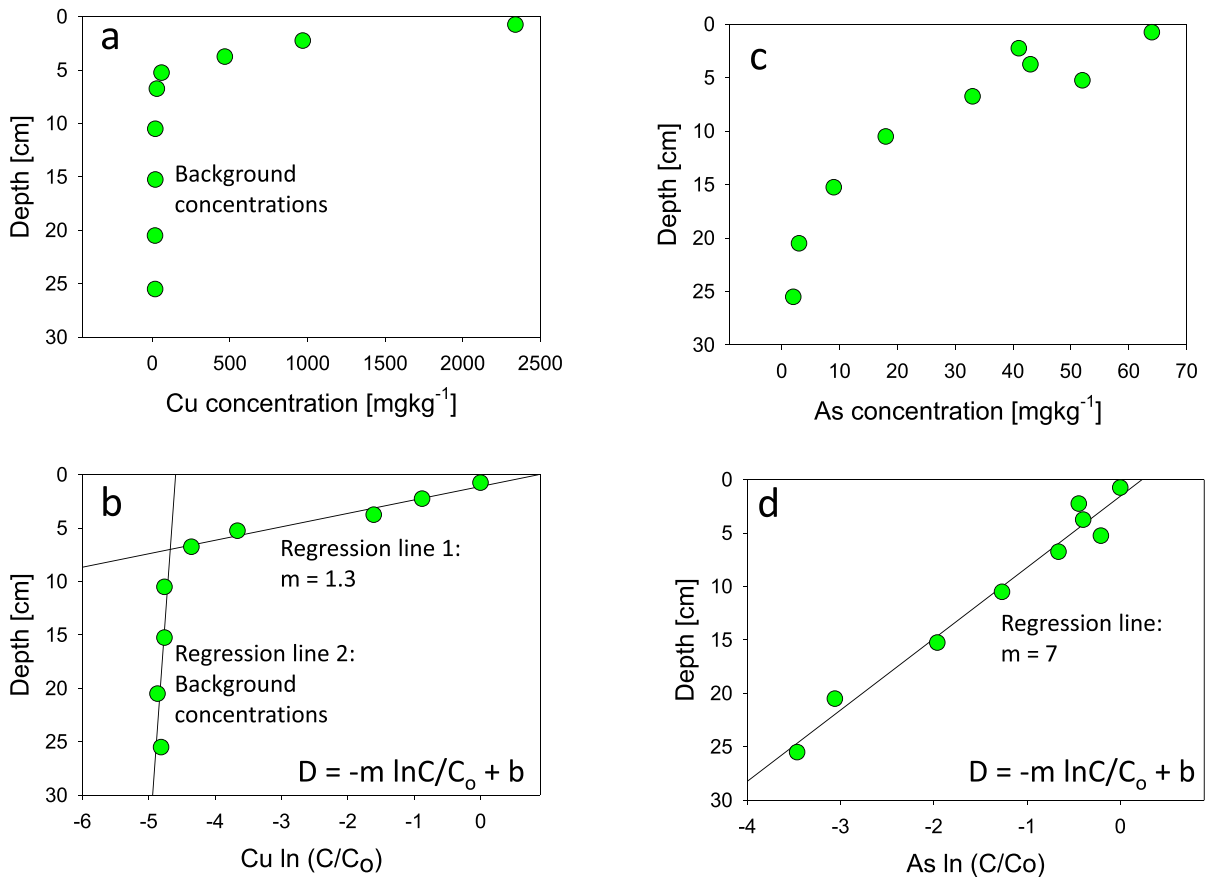 a
0
5
10
15
20
25
30
Depth [cm]
Background
concentrations
0 500 1000 1500 2000 2500
Cu concentration [mgkg-1]
c
0
5
10
15
20
25
30
Depth [cm]
0 10 20 30 40 50 60 70
As concentration [mgkg-1]
b
0
5
10
15
20
25
30
Depth [cm]
Regression line 1:
m = 1.3
Regression line 2:
Background
concentrations
D = -m lnC/Co + b
-6 -5 -4 -3 -2 -1 0
Cu ln (C/Co)
d
0
5
10
15
20
25
30
Depth [cm]
Regression line:
m = 7
D = -m lnC/Co + b
-4 -3 -2 -1 0
As ln (C/Co)